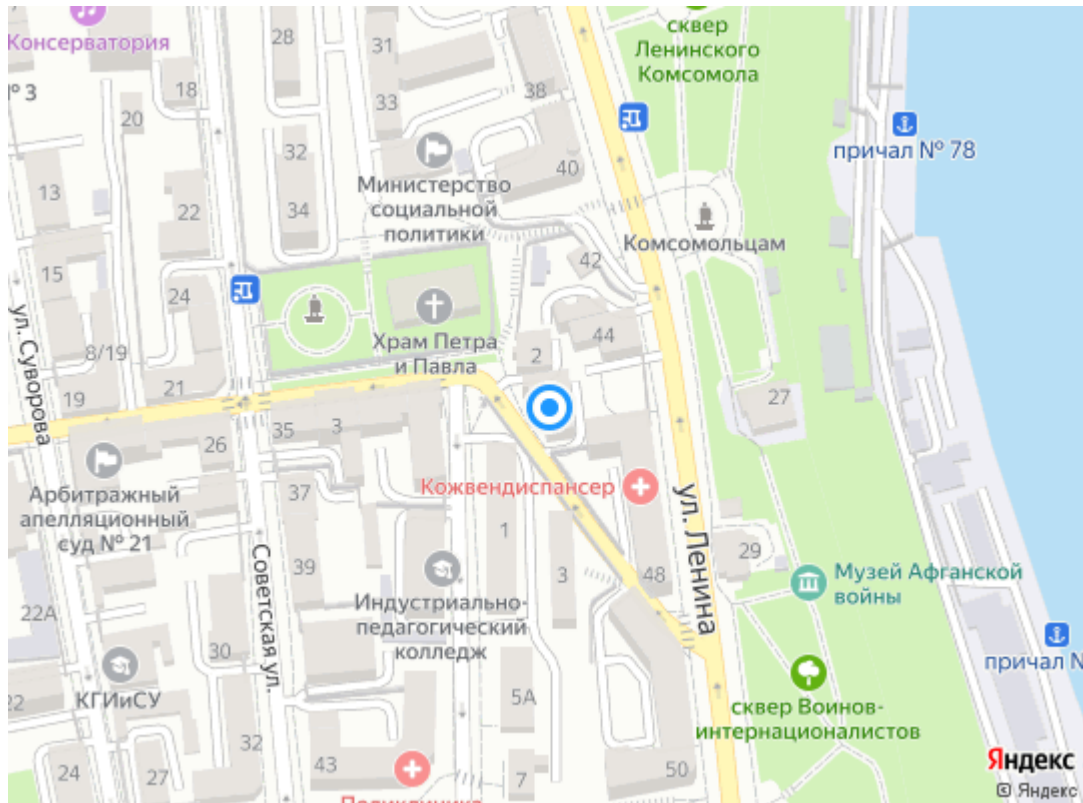 Консерватория
28
31
сквер
Ленинского
Комсомола
18
№ 3
20
33
38
причал № 78
32
40
Министерство
социальной
политики
13
22
34
Комсомольцам
15
24
42
ул. Суворова
8/19
Храм Петра
и Павла
2
44
19
21
27
35
3
26
Кожвендиспансер
ул. Ленина
Арбитражный
апелляционный
суд № 21
37
1
Советская ул.
39
3
48
29
Музей Афганской
войны
22А
Индустриально-
педагогический
колледж
30
причал №
КГИиСУ
22
5А
сквер Воинов-
интернационалистов
32
24
27
43
7
50
Яндекс
© Яндекс
Поликлиника